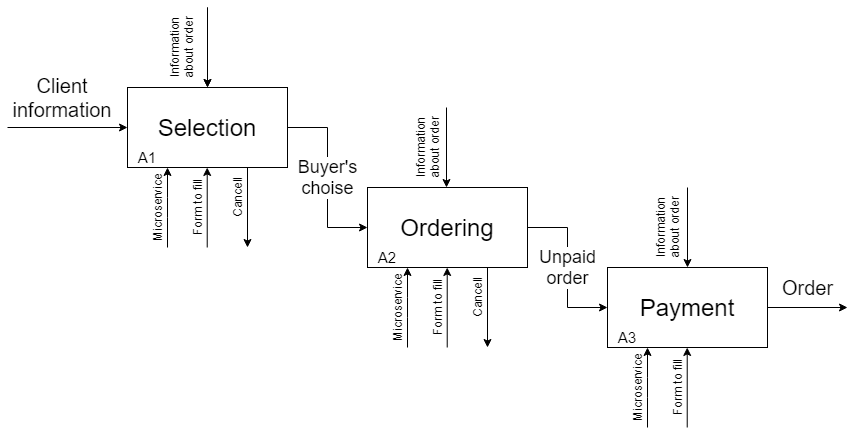 Information
about order
Client
information
Selection
A1
Microservice
Form to fill
Cancell
Buyer's
choise
Information
about order
Ordering
A2
Microservice
Form to fill
Cancell
Unpaid
order
Information
about order
Payment
A3
Microservice
Form to fill
Order